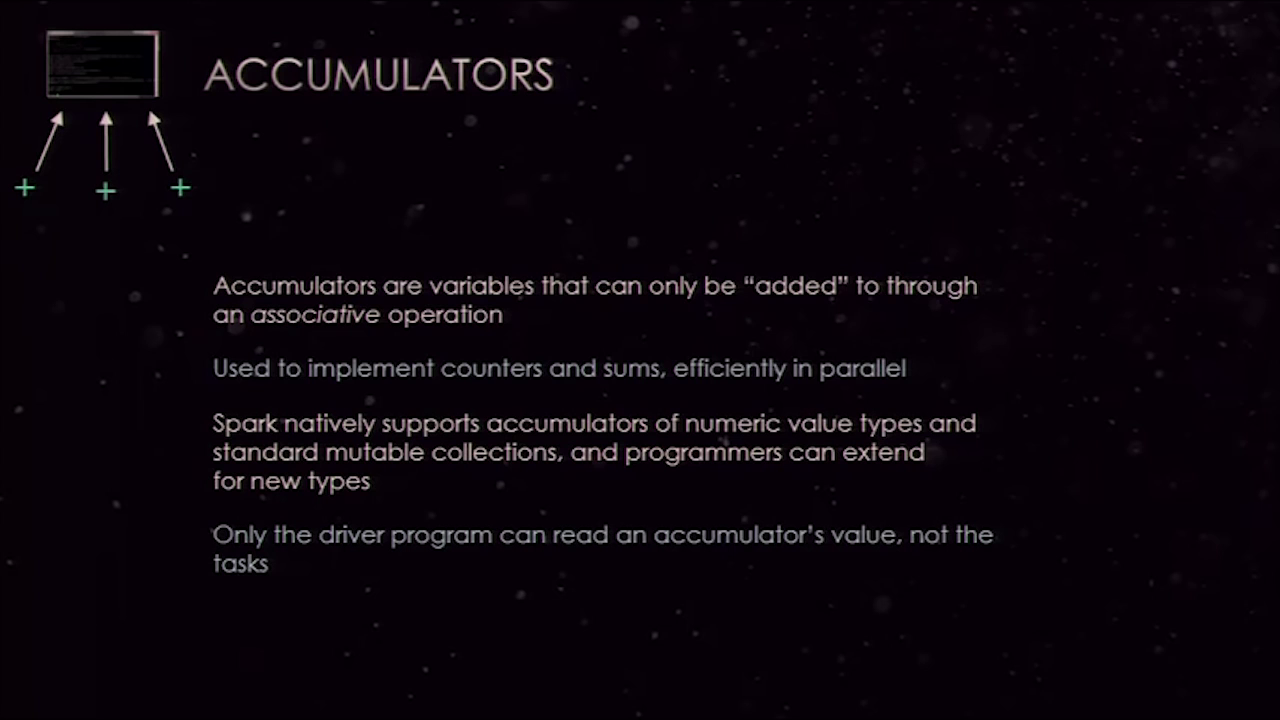 ACCUMULATORS
+ + +
Accumulators are variables that can only be “added” to through
an associative operation
Used to implement counters and sums, efficiently in parallel
Spark natively supports accumulators of numeric value types and
standard mutable collections, and programmers can extend
for new types
Only the driver program can read an accumulator’s value, not the
tasks